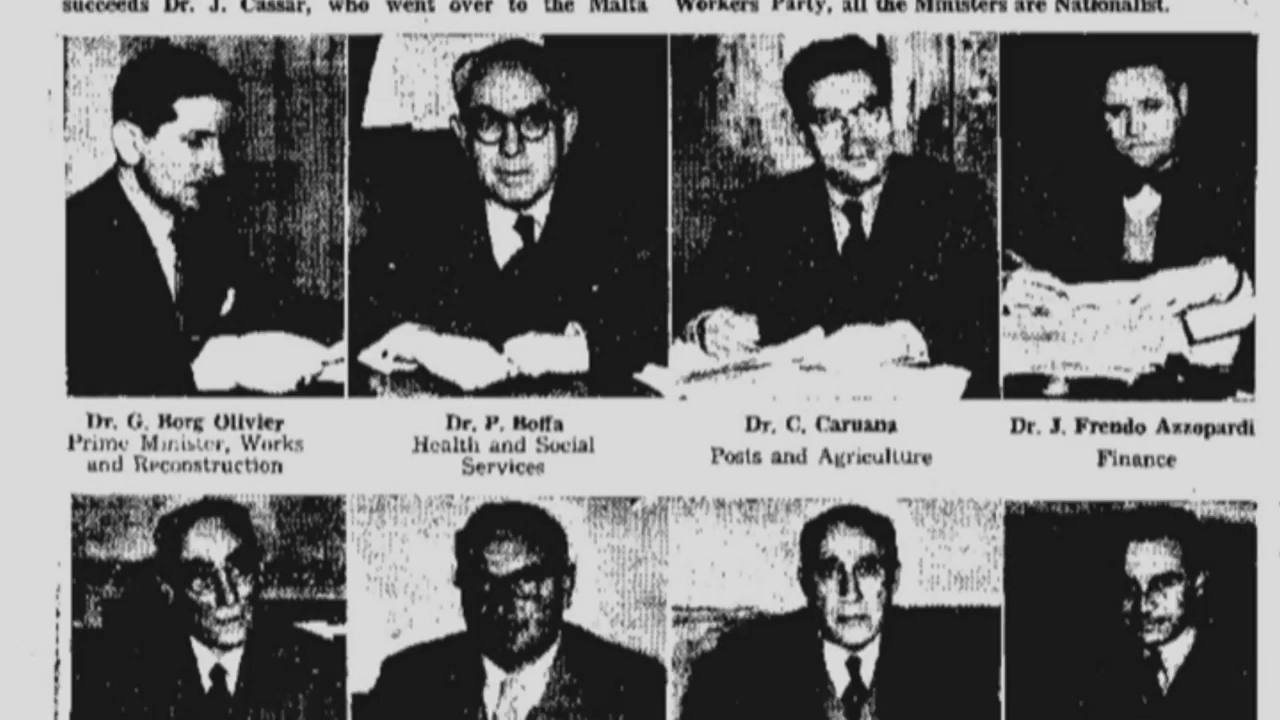 succeeds Dr. J. Cassar, who went over to the Malta Workers Party, all the Ministers are Nationalist.
Dr. G. Borg Olivier
Prime Minister, Works
and Reconstruction
Dr. P. Boffa
Health and Social
Services
Dr. C. Caruana
Posts and Agriculture
Dr. J. Frendo Azzopardi
Finance